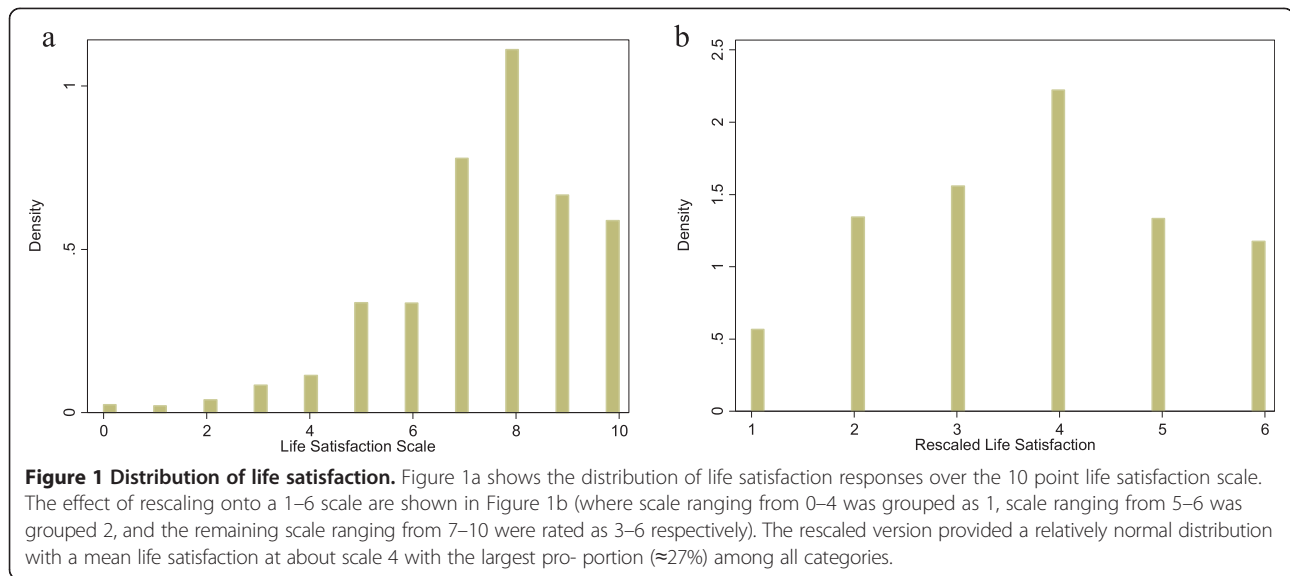 a
1
.5
0
Density
0 2 4 6 8 10
Life Satisfaction Scale
b
2.5
2
1.5
1
.5
0
Density
1 2 3 4 5 6
Rescaled Life Satisfaction
Figure 1 Distribution of life satisfaction. Figure 1a shows the distribution of life satisfaction responses over the 10 point life satisfaction scale.
The effect of rescaling onto a 1–6 scale are shown in Figure 1b (where scale ranging from 0–4 was grouped as 1, scale ranging from 5–6 was
grouped 2, and the remaining scale ranging from 7–10 were rated as 3–6 respectively). The rescaled version provided a relatively normal distribution
with a mean life satisfaction at about scale 4 with the largest pro- portion (≈27%) among all categories.